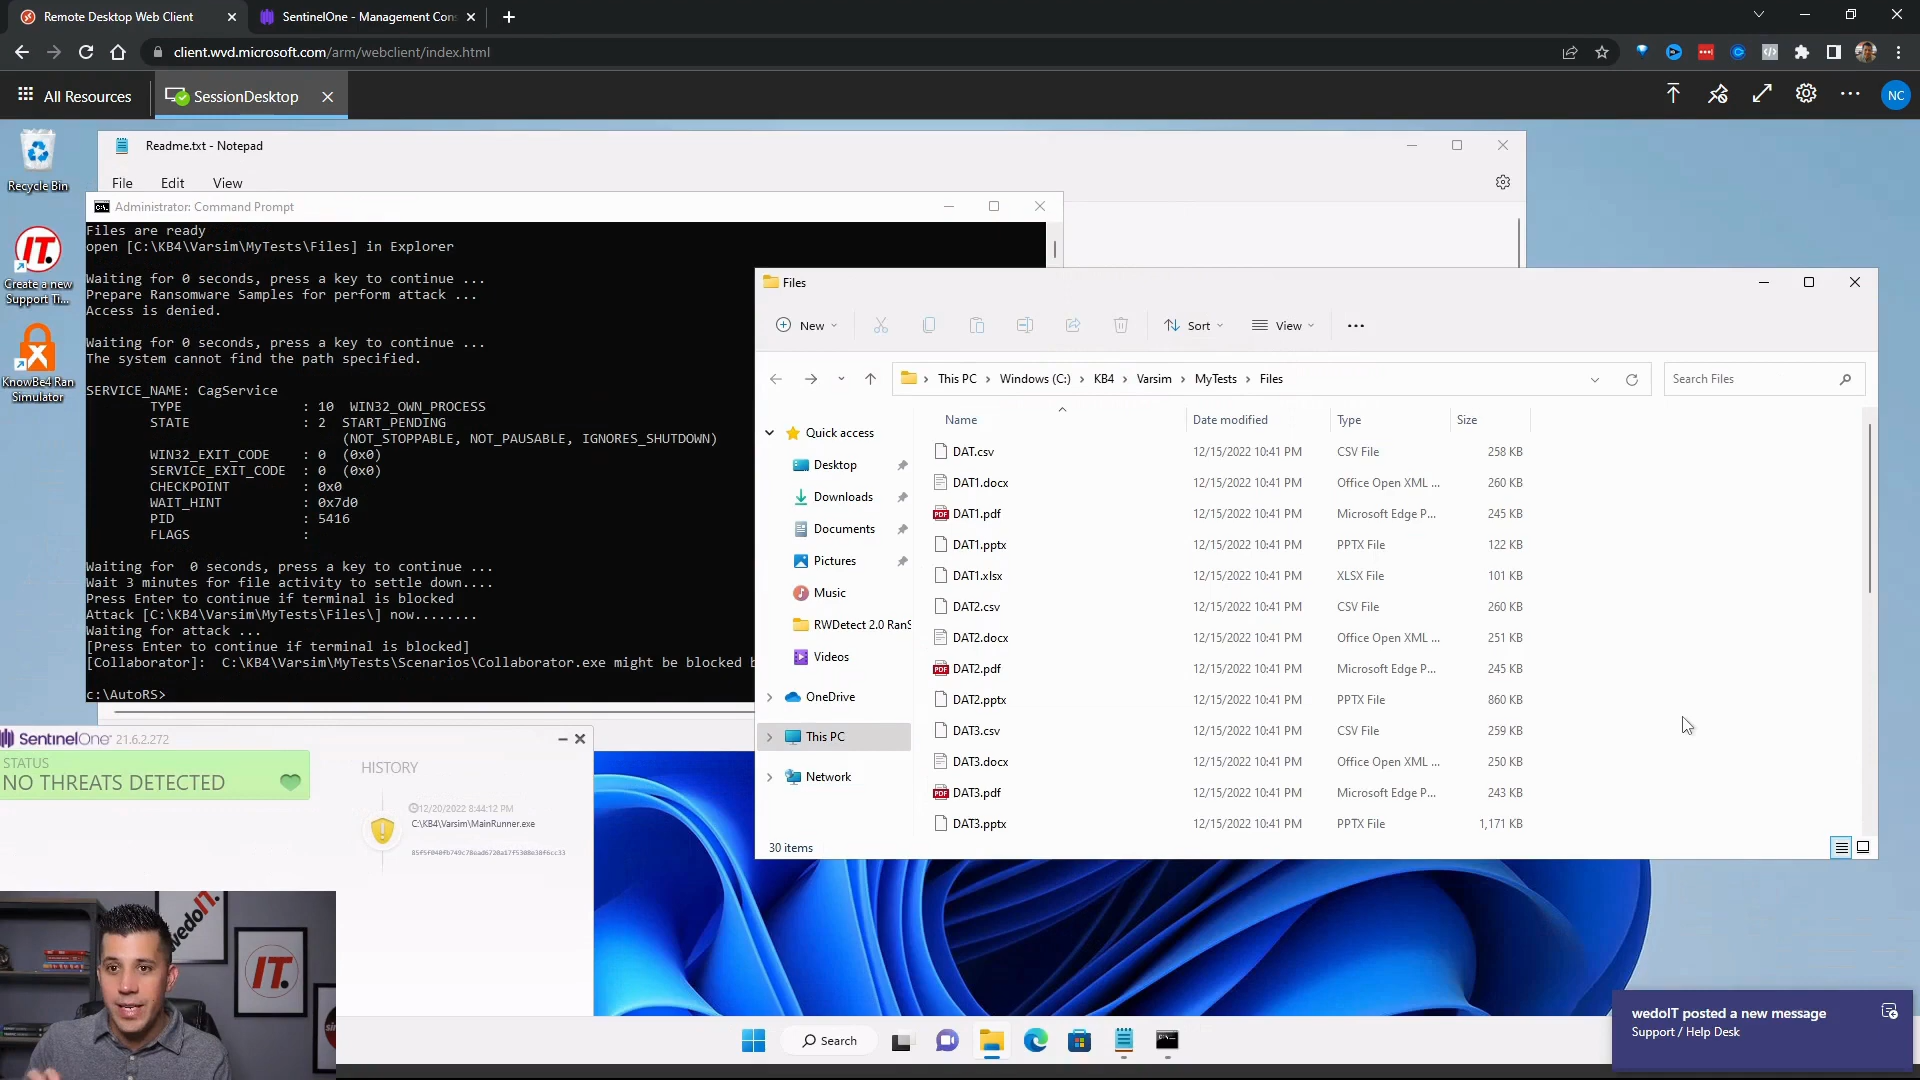 Remote Desktop Web Client
SentinelOne - Management Cons
client.wvd.microsoft.com/arm/webclient/index.html
All Resources
SessionDesktop
NC
Recycle Bin
IT.
Create a new
Support Ti...
KnowBe4 Ran
Simulator
Readme.txt - Notepad
File Edit View
Administrator: Command Prompt
Files are ready
open [C:\KB4\Varsim\MyTests\Files] in Explorer
Waiting for 0 seconds, press a key to continue ...
Prepare Ransomware Samples for perform attack ...
Access is denied.
Waiting for 0 seconds, press a key to continue ...
The system cannot find the path specified.
SERVICE_NAME: CagService
TYPE : 10 WIN32_OWN_PROCESS
STATE : 2 START_PENDING
(NOT_STOPPABLE, NOT_PAUSABLE, IGNORES_SHUTDOWN)
WIN32_EXIT_CODE : 0 (0x0)
SERVICE_EXIT_CODE : 0 (0x0)
CHECKPOINT : 0x0
WAIT_HINT : 0x7d0
PID : 5416
FLAGS :
Waiting for 0 seconds, press a key to continue ...
Wait 3 minutes for file activity to settle down....
Press Enter to continue if terminal is blocked
Attack [C:\KB4\Varsim\MyTests\Files\] now........
Waiting for attack ...
[Press Enter to continue if terminal is blocked]
[Collaborator]: C:\KB4\Varsim\MyTests\Scenarios\Collaborator.exe might be blocked b
c:\AutoRS>
Files
New Sort View
This PC Windows (C:) KB4 Varsim MyTests Files
Search Files
Quick access
Desktop
Downloads
Documents
Pictures
Music
RWDetect 2.0 RanS
Videos
OneDrive
This PC
Network
Name Date modified Type Size
DAT.csv 12/15/2022 10:41 PM CSV File 258 KB
DAT1.docx 12/15/2022 10:41 PM Office Open XML ... 260 KB
DAT1.pdf 12/15/2022 10:41 PM Microsoft Edge P... 245 KB
DAT1.pptx 12/15/2022 10:41 PM PPTX File 122 KB
DAT1.xlsx 12/15/2022 10:41 PM XLSX File 101 KB
DAT2.csv 12/15/2022 10:41 PM CSV File 260 KB
DAT2.docx 12/15/2022 10:41 PM Office Open XML ... 251 KB
DAT2.pdf 12/15/2022 10:41 PM Microsoft Edge P... 245 KB
DAT2.pptx 12/15/2022 10:41 PM PPTX File 860 KB
DAT3.csv 12/15/2022 10:41 PM CSV File 259 KB
DAT3.docx 12/15/2022 10:41 PM Office Open XML ... 250 KB
DAT3.pdf 12/15/2022 10:41 PM Microsoft Edge P... 243 KB
DAT3.pptx 12/15/2022 10:41 PM PPTX File 1,171 KB
30 items
SentinelOne 21.6.2.272
STATUS
NO THREATS DETECTED
HISTORY
12/20/2022 8:44:12 PM
C:\KB4\Varsim\MainRunner.exe
wedoIT.
IT
Search
wedoIT posted a new message
Support / Help Desk